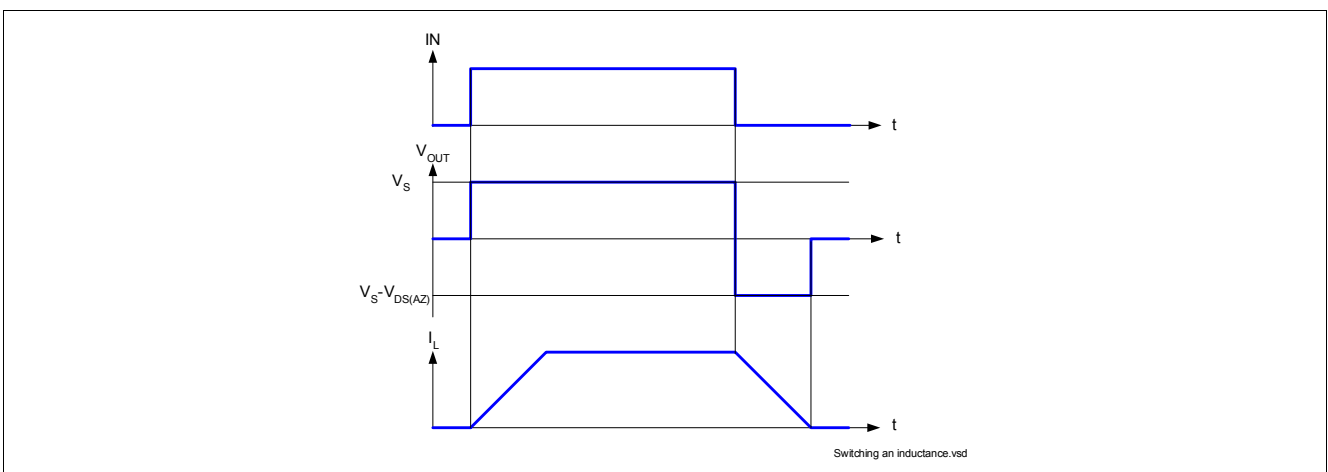 IN
t
V_OUT
V_S
t
V_S-V_DS(AZ)
I_L
t
Switching an inductance.vsd